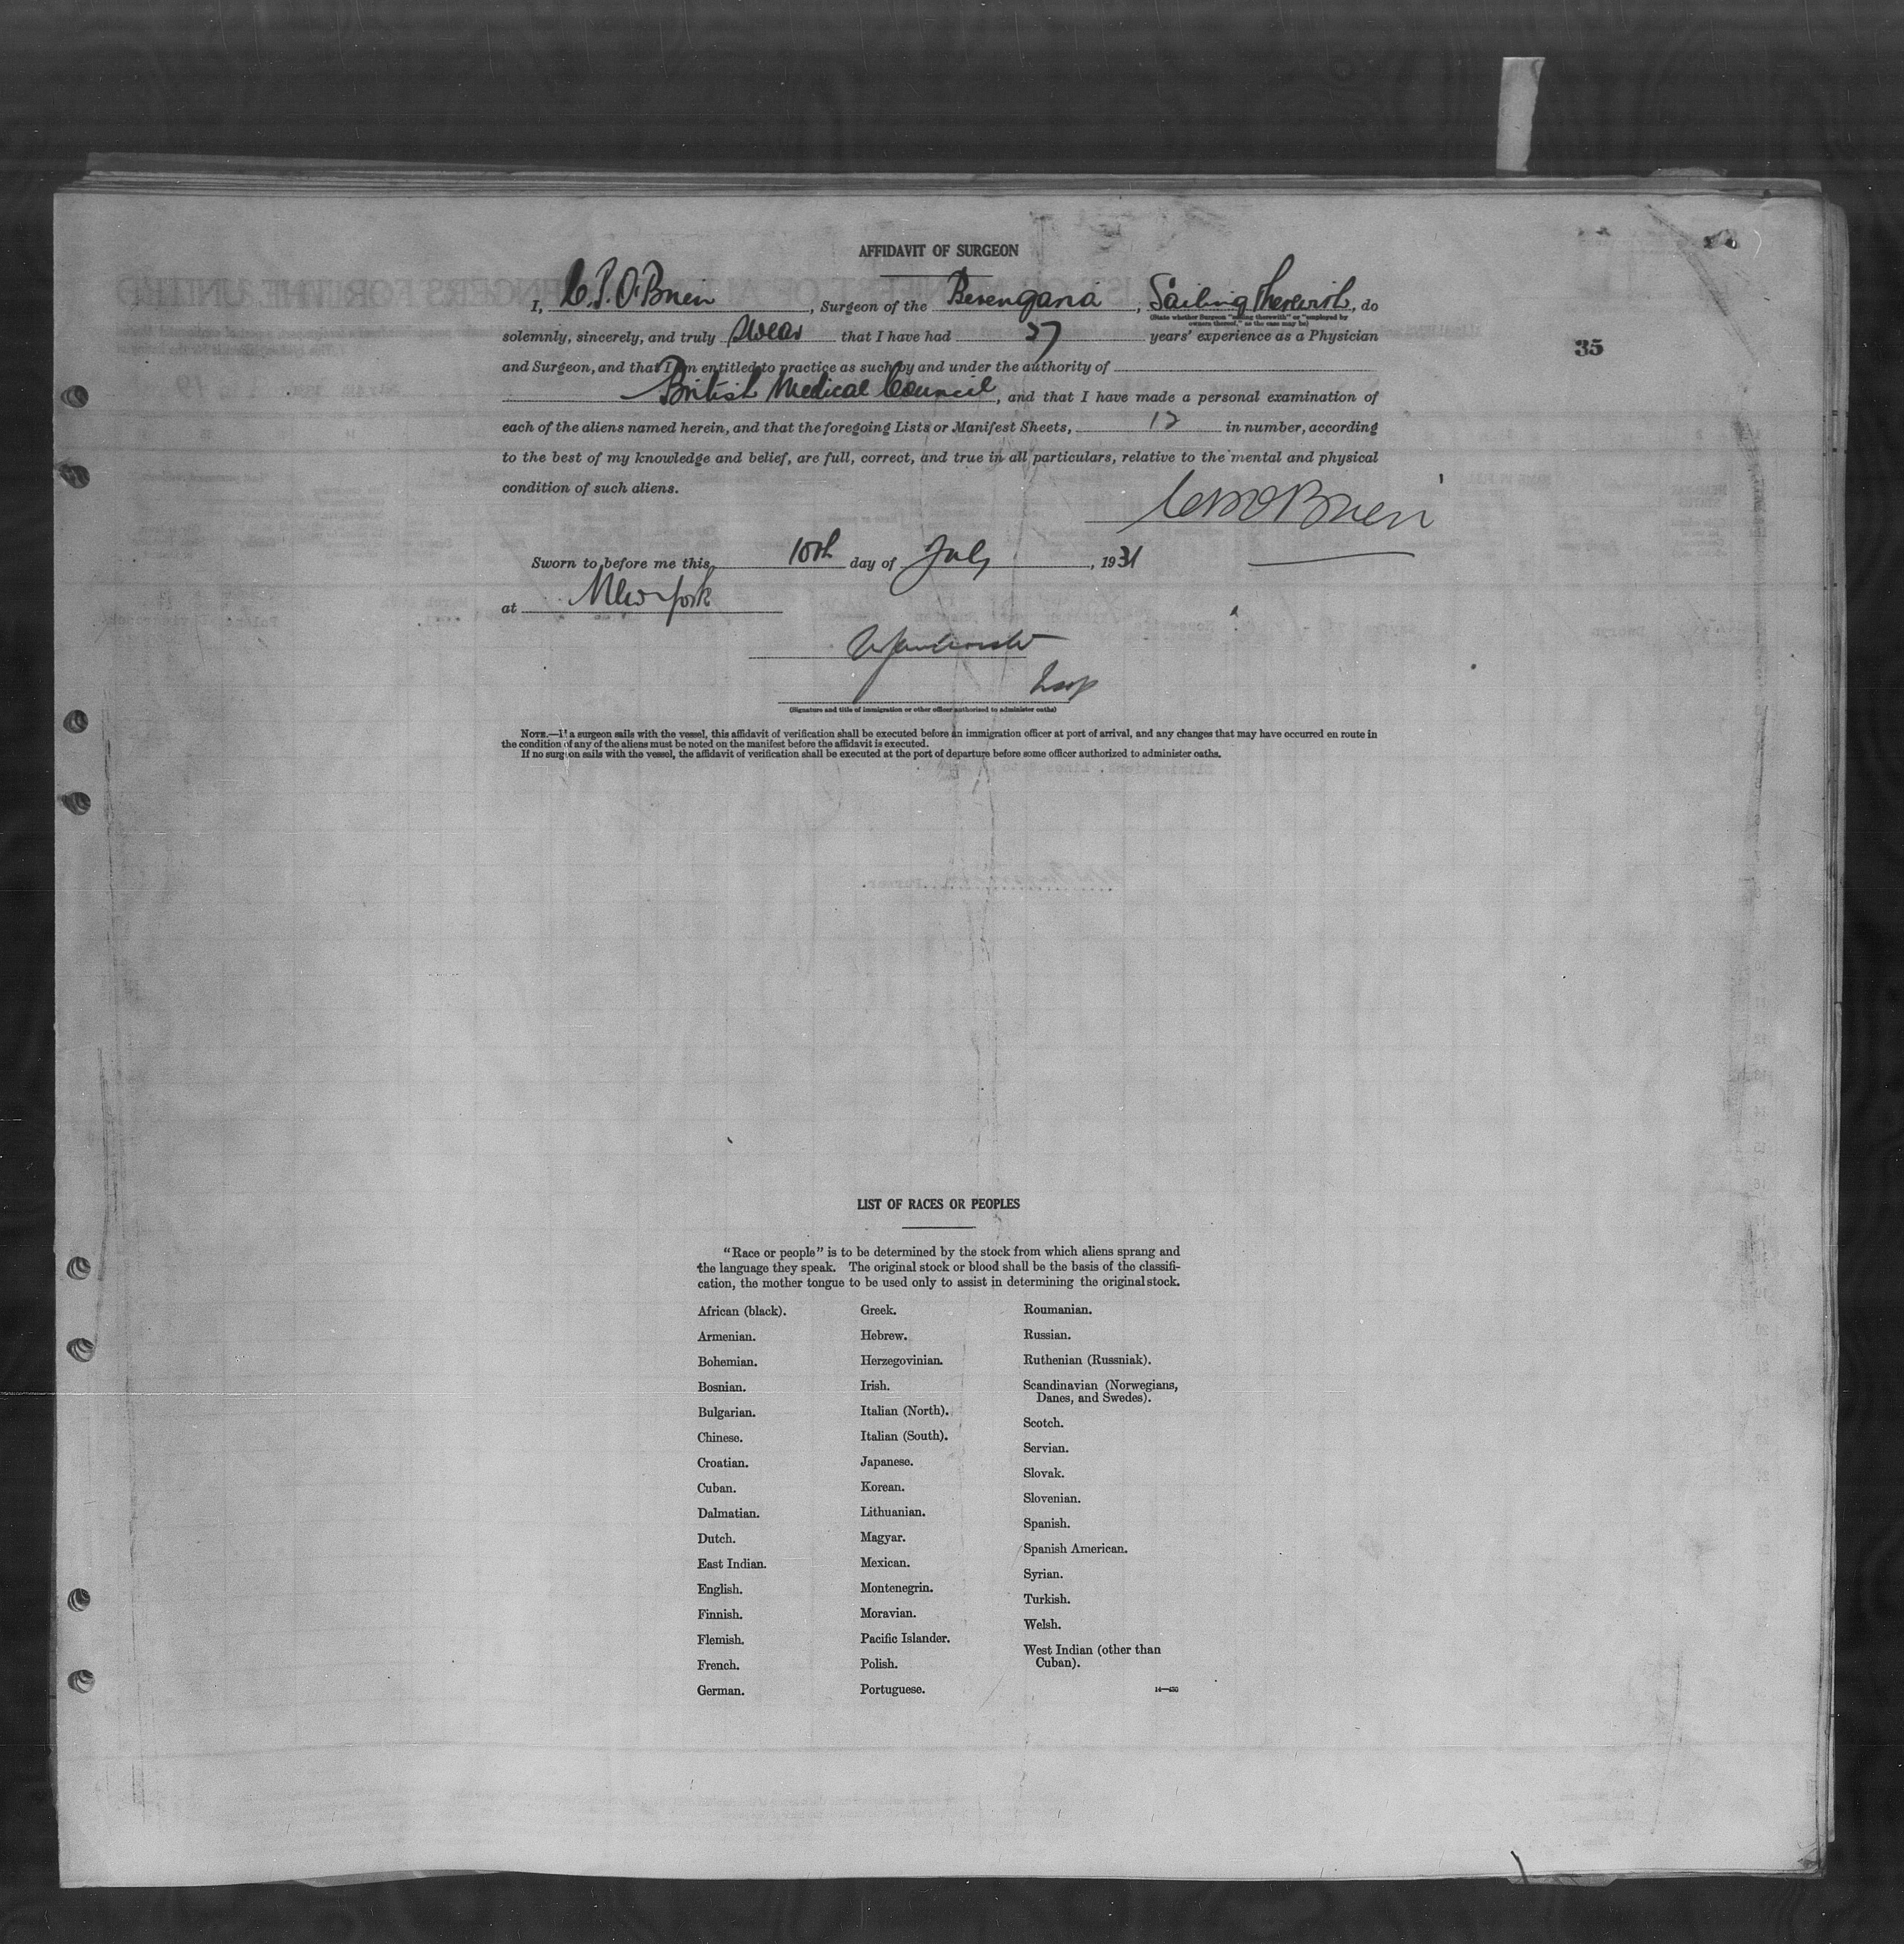 AFFIDAVIT OF SURGEON
I, C. P. O'Brien, Surgeon of the Berengaria, Sailing Therewith, do
(State whether Surgeon "sailing therewith" or "employed by
owners thereof," as the case may be)
solemnly, sincerely, and truly swear that I have had 27 years' experience as a Physician
35
and Surgeon, and that I am entitled to practice as such by and under the authority of
British Medical Council, and that I have made a personal examination of
each of the aliens named herein, and that the foregoing Lists or Manifest Sheets, 12 in number, according
to the best of my knowledge and belief, are full, correct, and true in all particulars, relative to the mental and physical
condition of such aliens.
O'Brien
Sworn to before me this 10th day of July, 1931
at New York
Insp
(Signature and title of immigration or other officer authorized to administer oaths)
NOTE.—If a surgeon sails with the vessel, this affidavit of verification shall be executed before an immigration officer at port of arrival, and any changes that may have occurred en route in
the condition of any of the aliens must be noted on the manifest before the affidavit is executed.
If no surgeon sails with the vessel, the affidavit of verification shall be executed at the port of departure before some officer authorized to administer oaths.
LIST OF RACES OR PEOPLES
"Race or people" is to be determined by the stock from which aliens sprang and
the language they speak. The original stock or blood shall be the basis of the classifi-
cation, the mother tongue to be used only to assist in determining the original stock.
African (black).
Armenian.
Bohemian.
Bosnian.
Bulgarian.
Chinese.
Croatian.
Cuban.
Dalmatian.
Dutch.
East Indian.
English.
Finnish.
Flemish.
French.
German.
Greek.
Hebrew.
Herzegovinian.
Irish.
Italian (North).
Italian (South).
Japanese.
Korean.
Lithuanian.
Magyar.
Mexican.
Montenegrin.
Moravian.
Pacific Islander.
Polish.
Portuguese.
Roumanian.
Russian.
Ruthenian (Russniak).
Scandinavian (Norwegians,
Danes, and Swedes).
Scotch.
Servian.
Slovak.
Slovenian.
Spanish.
Spanish American.
Syrian.
Turkish.
Welsh.
West Indian (other than
Cuban).